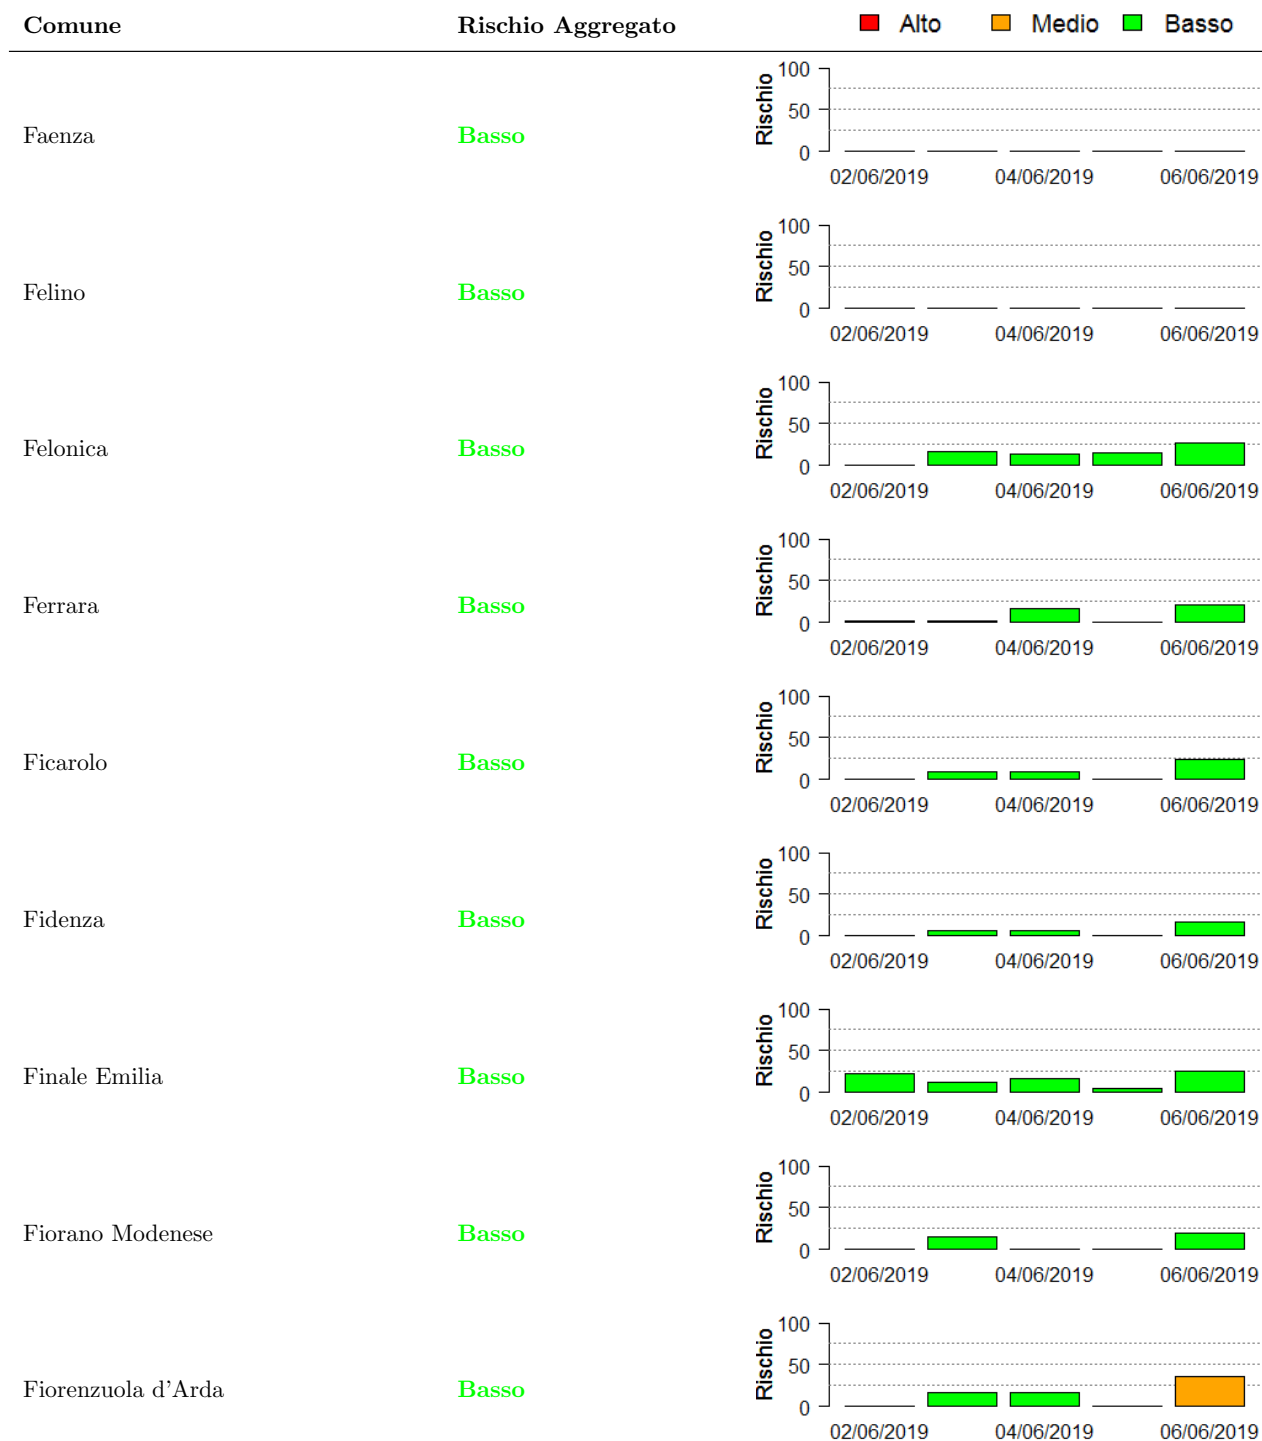 Comune Rischio Aggregato Alto Medio Basso
Faenza Basso Rischio 100 50 0
02/06/2019 04/06/2019 06/06/2019
Felino Basso Rischio 100 50 0
02/06/2019 04/06/2019 06/06/2019
Felonica Basso Rischio 100 50 0
02/06/2019 04/06/2019 06/06/2019
Ferrara Basso Rischio 100 50 0
02/06/2019 04/06/2019 06/06/2019
Ficarolo Basso Rischio 100 50 0
02/06/2019 04/06/2019 06/06/2019
Fidenza Basso Rischio 100 50 0
02/06/2019 04/06/2019 06/06/2019
Finale Emilia Basso Rischio 100 50 0
02/06/2019 04/06/2019 06/06/2019
Fiorano Modenese Basso Rischio 100 50 0
02/06/2019 04/06/2019 06/06/2019
Fiorenzuola d'Arda Basso Rischio 100 50 0
02/06/2019 04/06/2019 06/06/2019